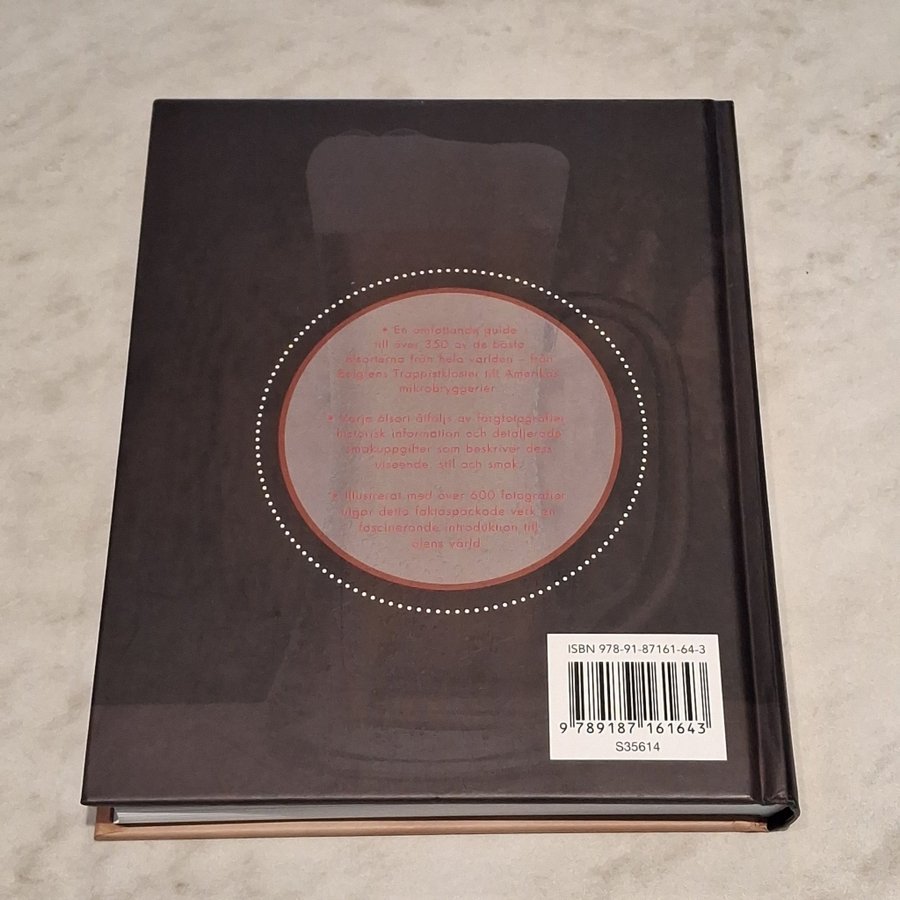 • En omfattande guide
till över 350 av de bästa
ölsorterna från hela världen – från
Belgiens Trappistkloster till Amerikas
mikrobryggerier
• Varje ölsort åtföljs av färgfotografier,
historisk information och detaljerade
smakuppgifter som beskriver dess
utseende, stil och smak.
• Illustrerat med över 600 fotografier
utgör detta faktaspäckade verk en
fascinerande introduktion till
ölens värld.
ISBN 978-91-87161-64-3
9 789187 161643
S35614